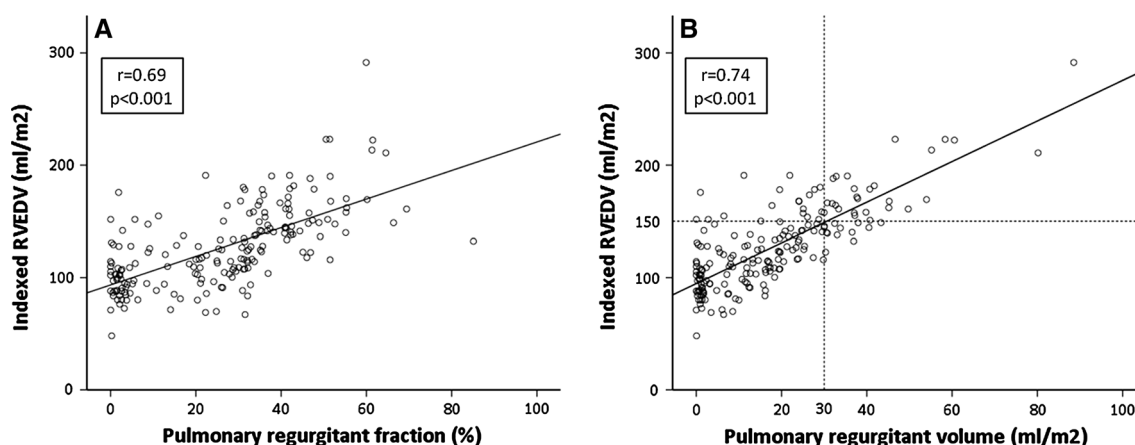 A
r=0.69
p<0.001
Indexed RVEDV (ml/m2)
300
200
100
0
0 20 40 60 80 100
Pulmonary regurgitant fraction (%)
B
r=0.74
p<0.001
Indexed RVEDV (ml/m2)
300
200
150
100
0
0 20 30 40 60 80 100
Pulmonary regurgitant volume (ml/m2)